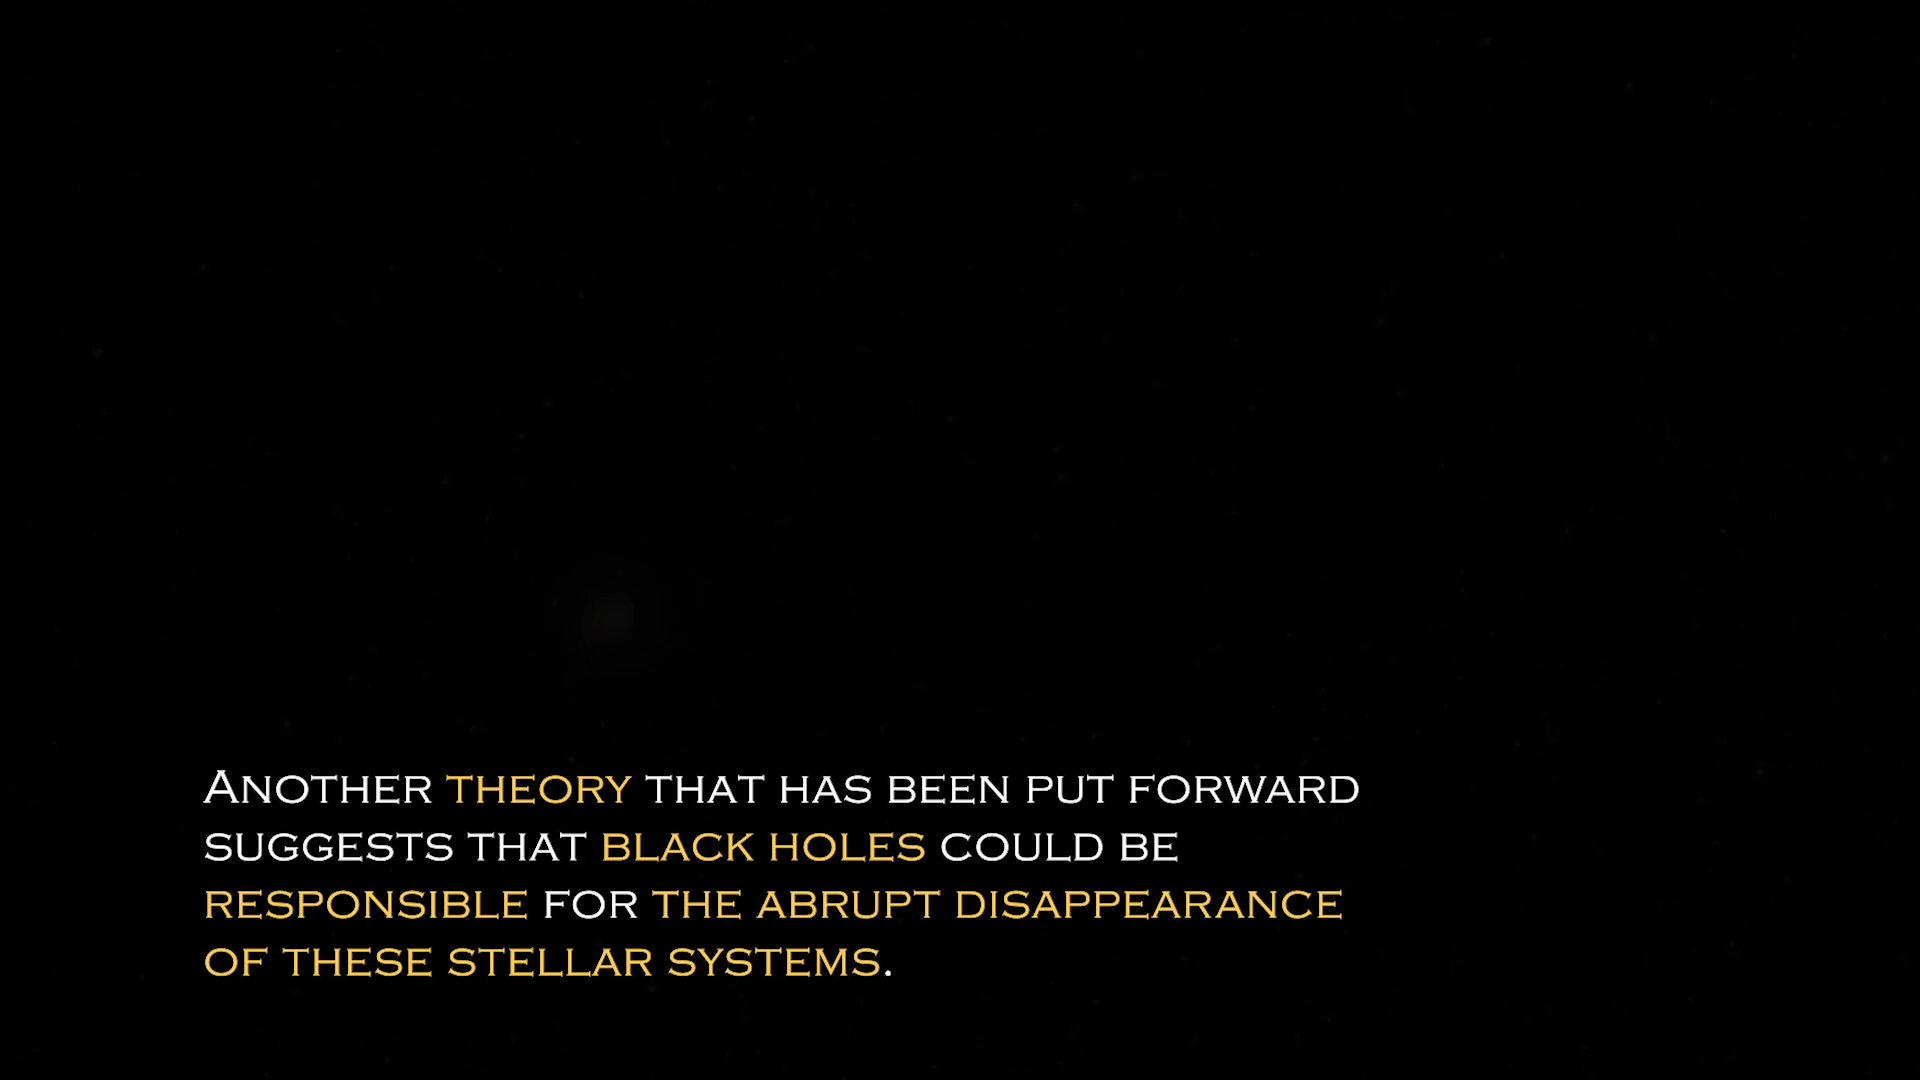 Another theory that has been put forward
suggests that black holes could be
responsible for the abrupt disappearance
of these stellar systems.